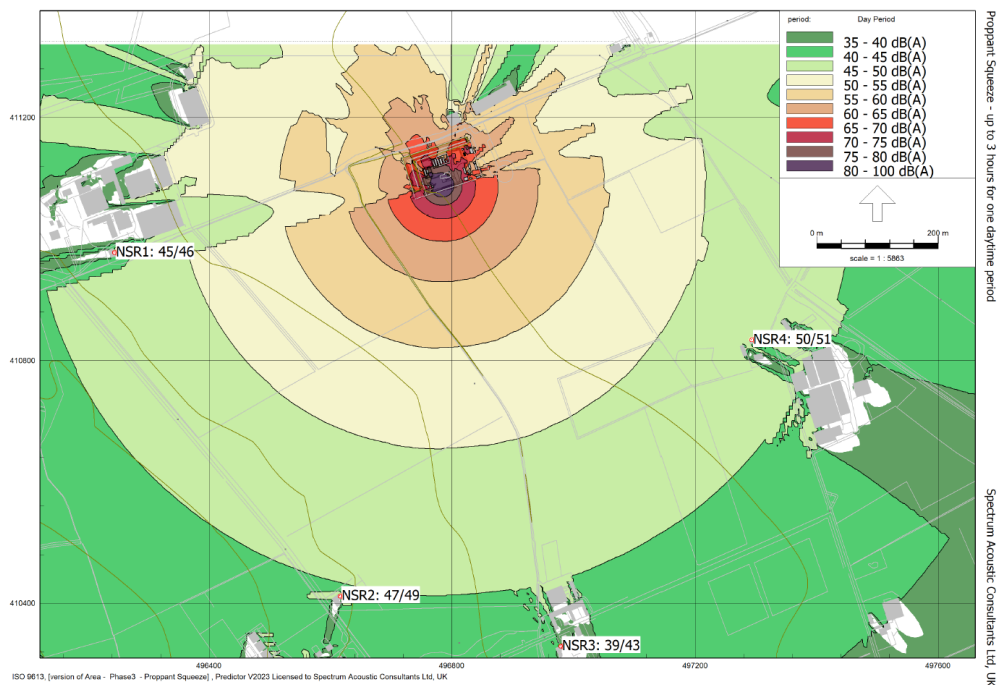 period: Day Period
35 - 40 dB(A)
40 - 45 dB(A)
45 - 50 dB(A)
50 - 55 dB(A)
55 - 60 dB(A)
60 - 65 dB(A)
65 - 70 dB(A)
70 - 75 dB(A)
75 - 80 dB(A)
80 - 100 dB(A)
0 m 200 m
scale = 1 : 5863
Proppant Squeeze - up to 3 hours for one daytime period
411200
NSR1: 45/46
NSR4: 50/51
410800
NSR2: 47/49
410400
NSR3: 39/43
496400 496800 497200 497600
Spectrum Acoustic Consultants Ltd, UK
ISO 9613, [version of Area - Phase3 - Proppant Squeeze] , Predictor V2023 Licensed to Spectrum Acoustic Consultants Ltd, UK